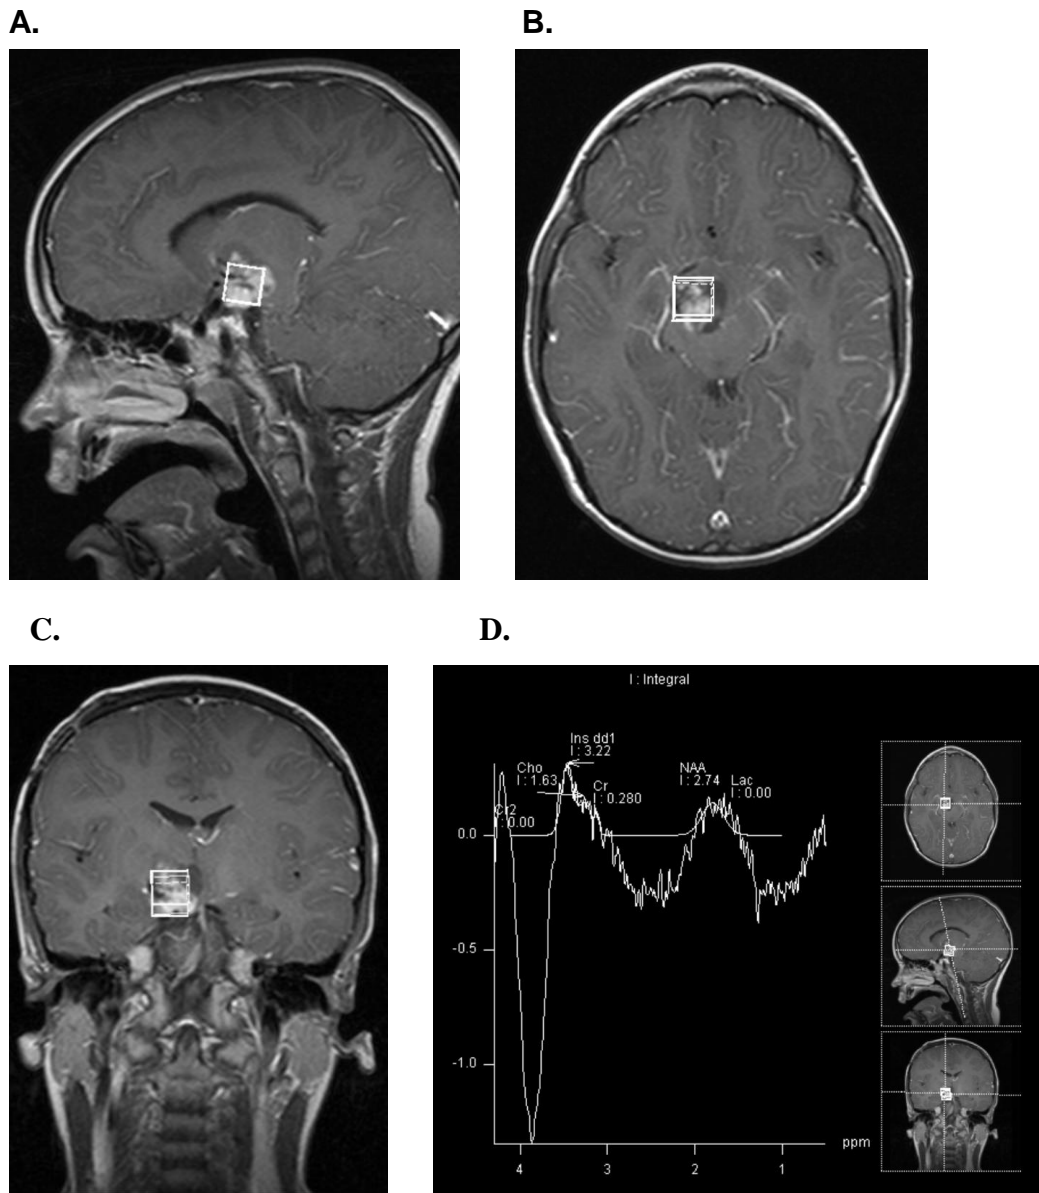 A.
B.
C.
D.
I : Integral
Ins dd1
I : 3.22
Cho
I : 1.63
Cr
I : 0.280
NAA
I : 2.74
Lac
I : 0.00
Cr2
I : 0.00
0.0
-0.5
-1.0
4 3 2 1
ppm